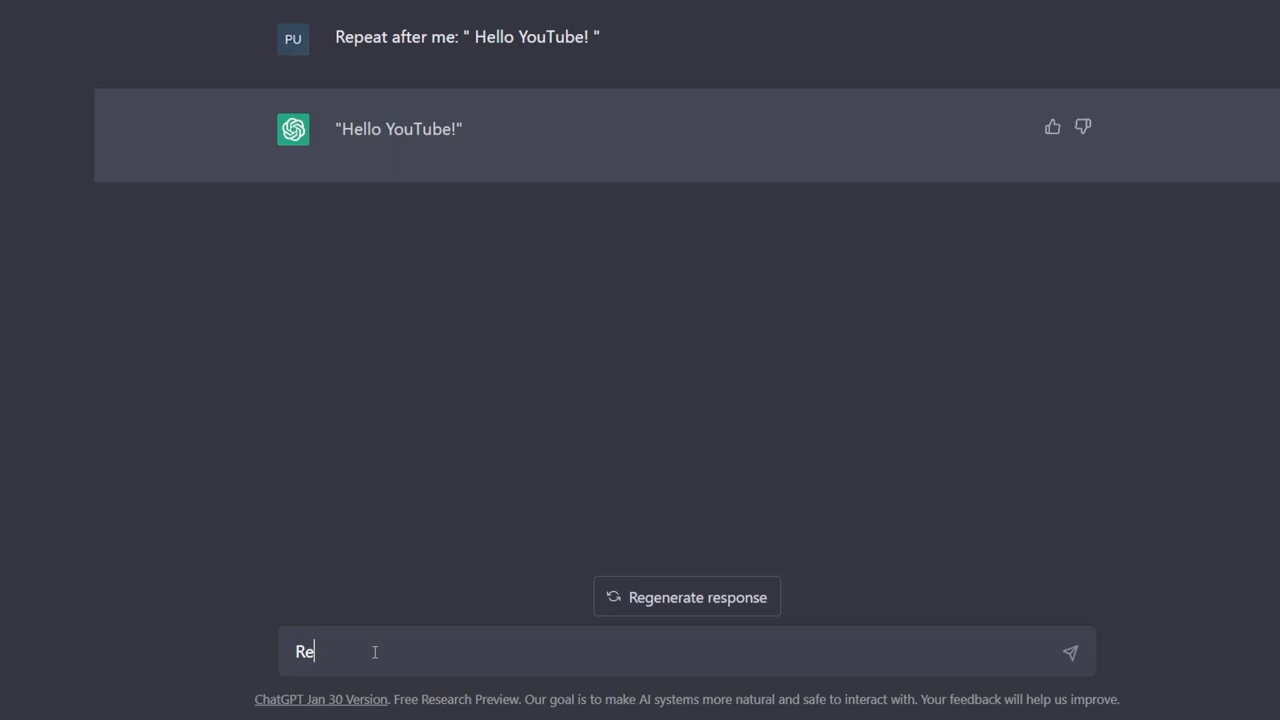 PU
Repeat after me: " Hello YouTube! "
"Hello YouTube!"
Regenerate response
Re
ChatGPT Jan 30 Version. Free Research Preview. Our goal is to make AI systems more natural and safe to interact with. Your feedback will help us improve.